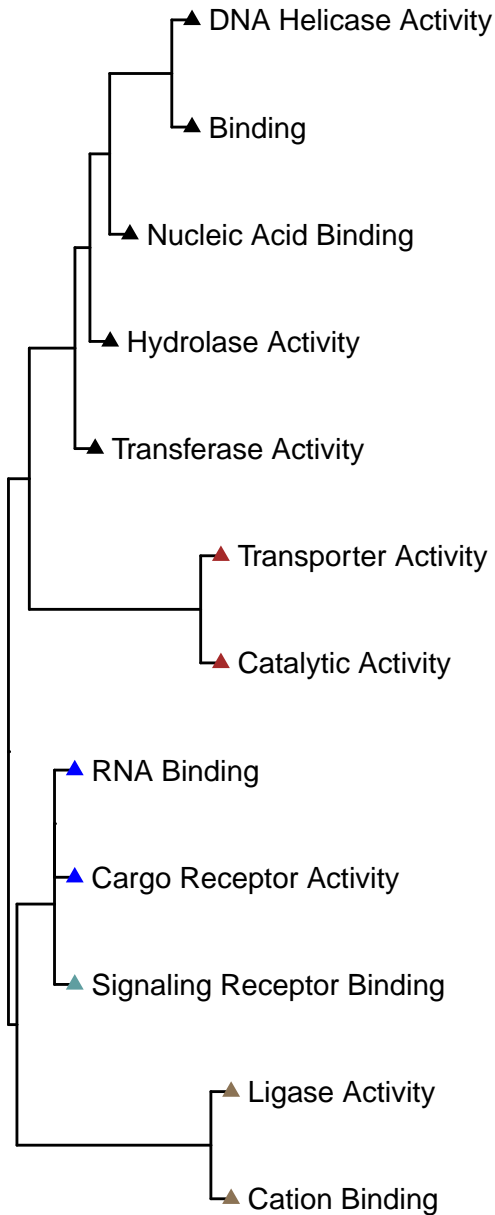 DNA Helicase Activity
Binding
Nucleic Acid Binding
Hydrolase Activity
Transferase Activity
Transporter Activity
Catalytic Activity
RNA Binding
Cargo Receptor Activity
Signaling Receptor Binding
Ligase Activity
Cation Binding